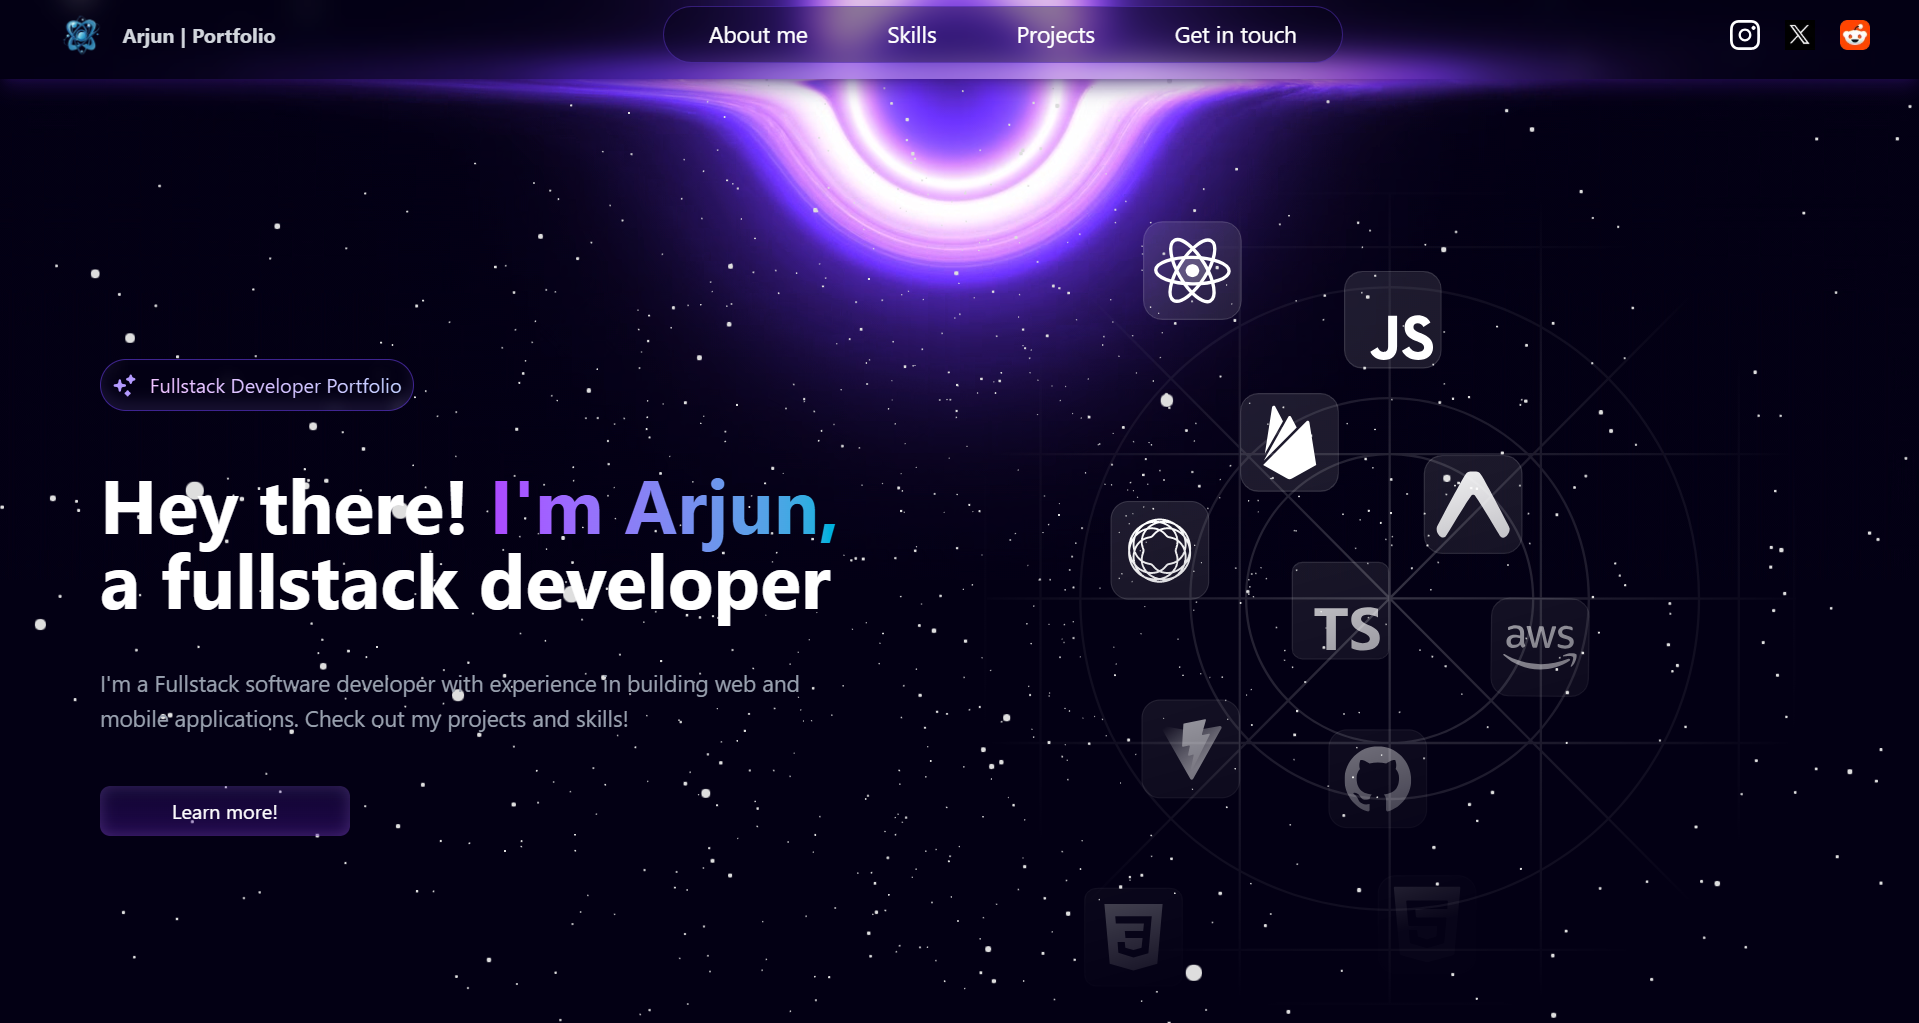 Arjun | Portfolio
About me
Skills
Projects
Get in touch
Fullstack Developer Portfolio
Hey there! I'm Arjun,
a fullstack developer
I'm a Fullstack software developer with experience in building web and
mobile applications. Check out my projects and skills!
Learn more!
JS
TS
aws
3
5